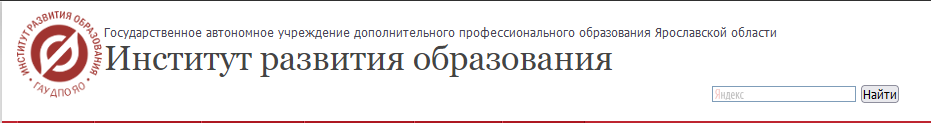 ИНСТИТУТ РАЗВИТИЯ ОБРАЗОВАНИЯ
• ГАУ ДПО ЯО •
Государственное автономное учреждение дополнительного профессионального образования Ярославской области
Институт развития образования
Яндекс
Найти